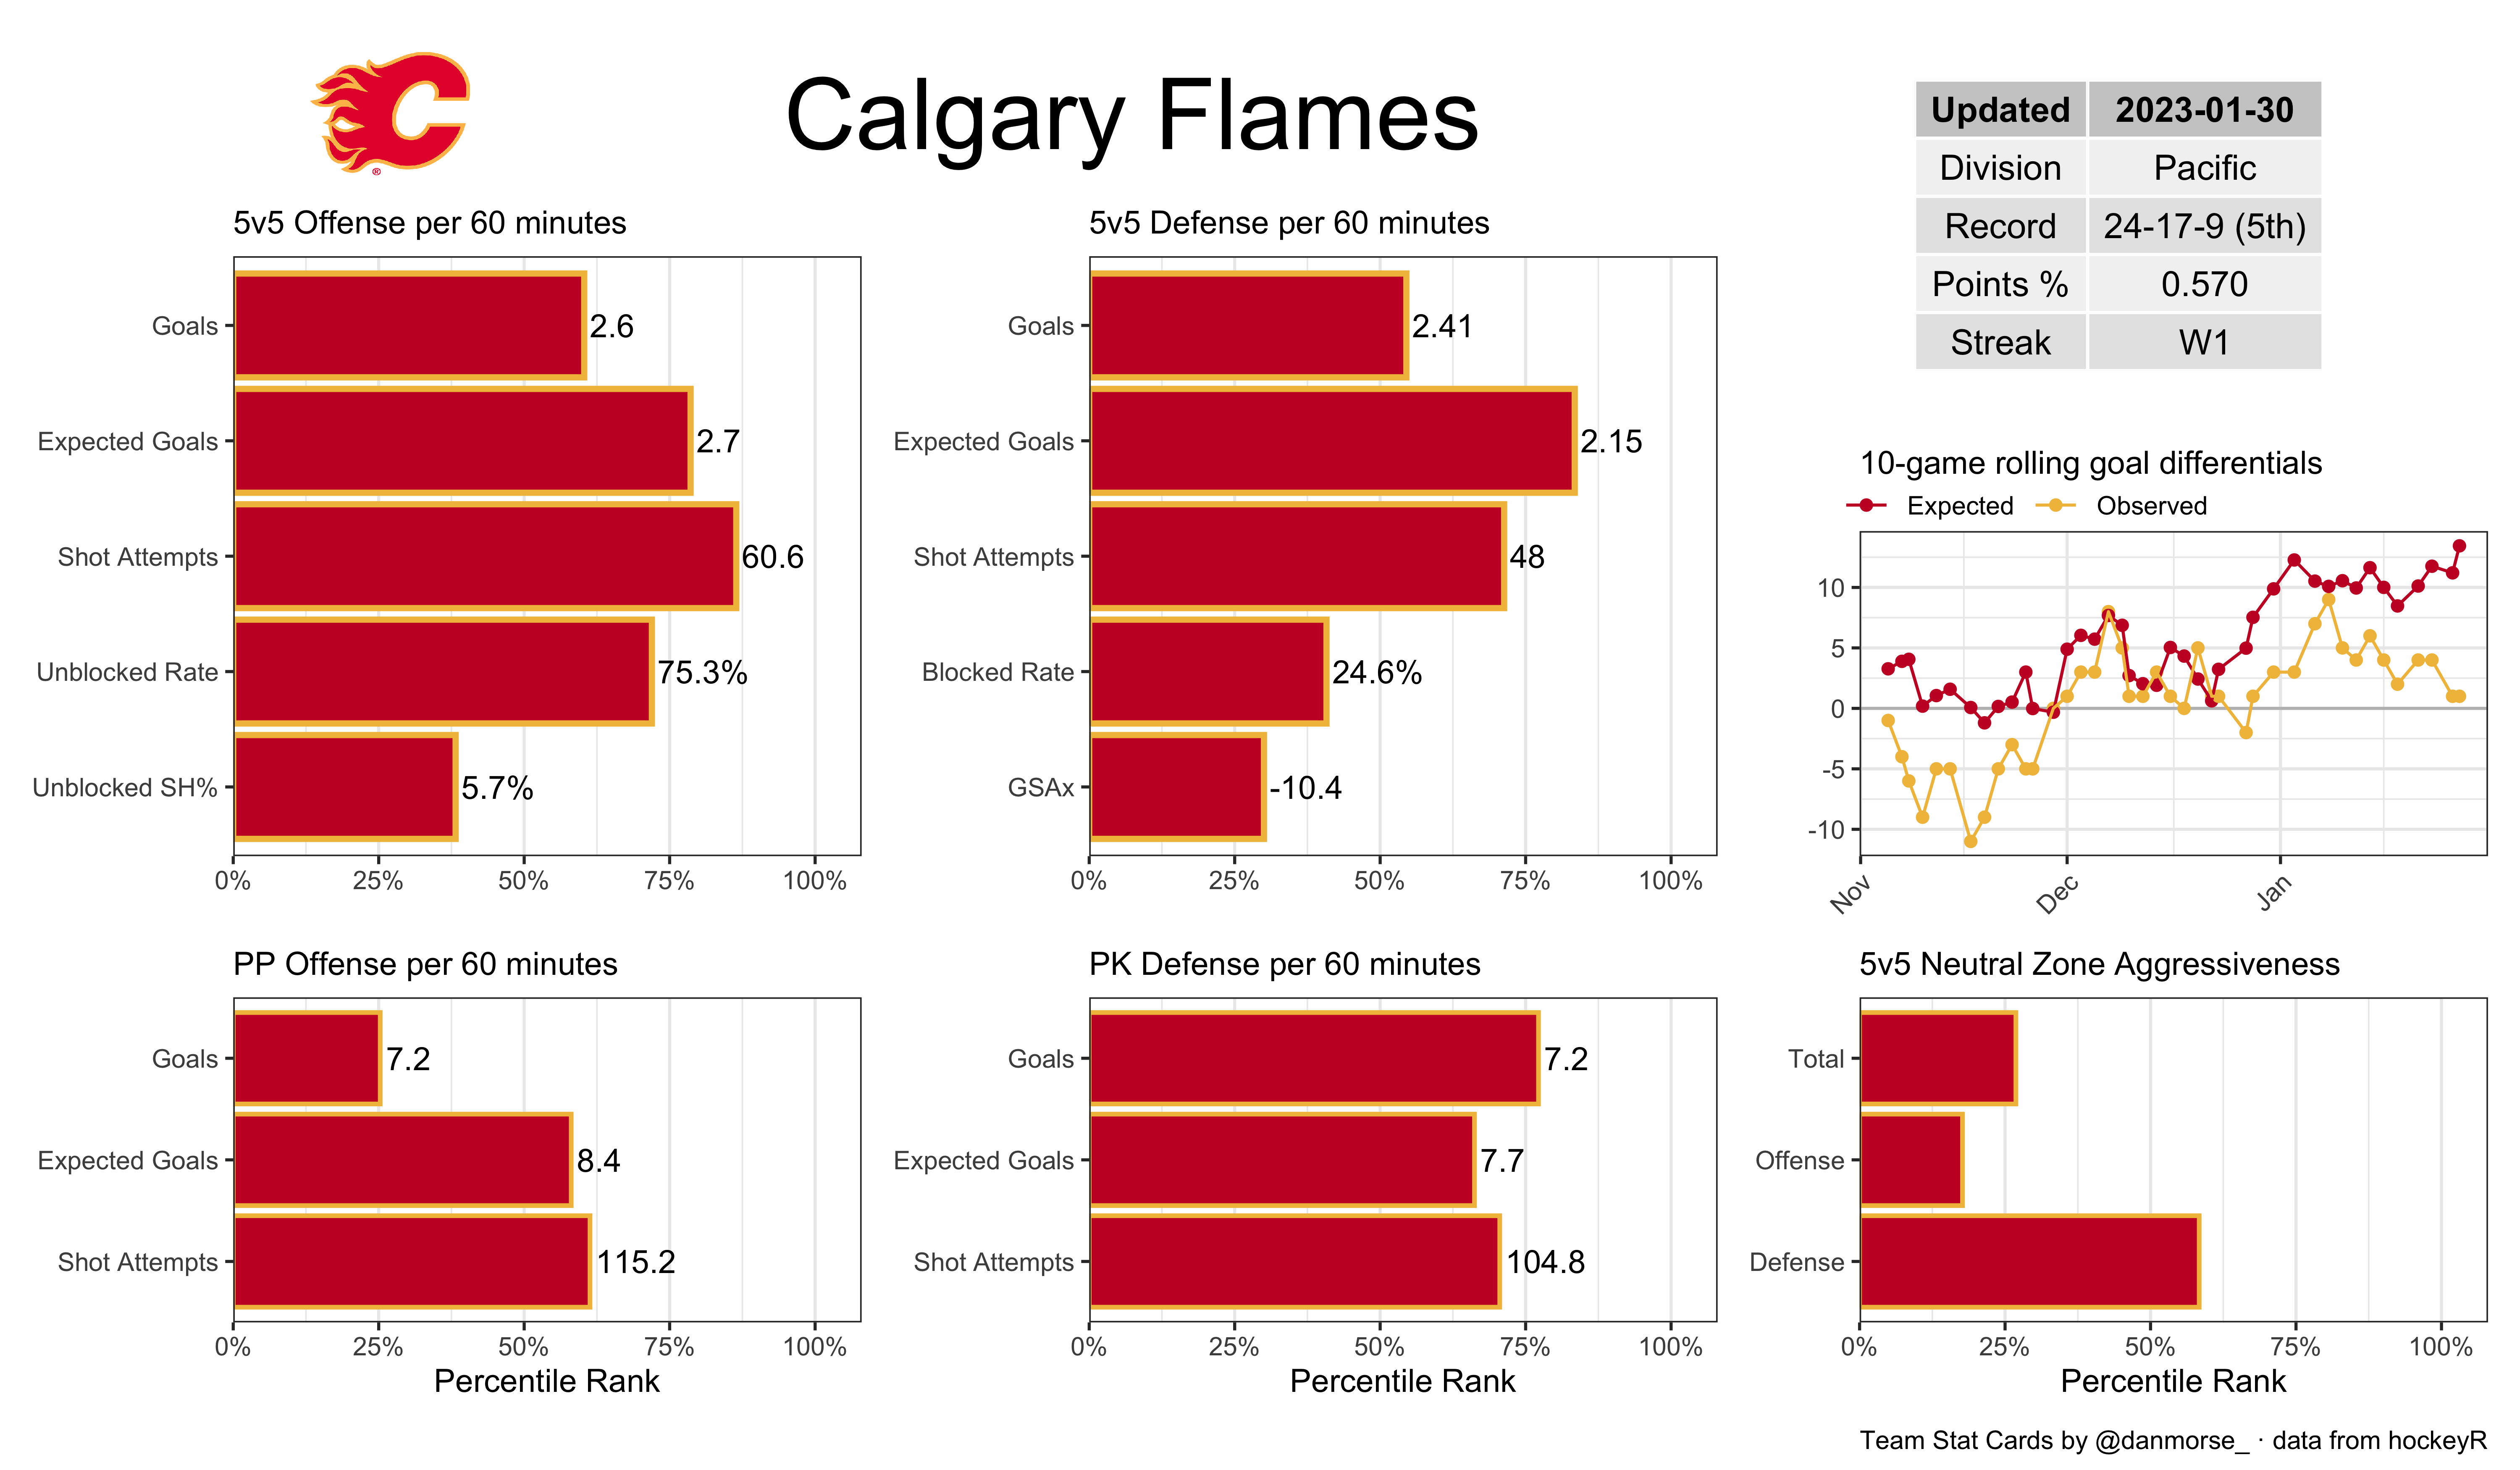 Calgary Flames
Updated 2023-01-30
Division Pacific
Record 24-17-9 (5th)
Points % 0.570
Streak W1
5v5 Offense per 60 minutes
Goals 2.6
Expected Goals 2.7
Shot Attempts 60.6
Unblocked Rate 75.3%
Unblocked SH% 5.7%
0% 25% 50% 75% 100%
5v5 Defense per 60 minutes
Goals 2.41
Expected Goals 2.15
Shot Attempts 48
Blocked Rate 24.6%
GSAx -10.4
0% 25% 50% 75% 100%
10-game rolling goal differentials
Expected Observed
10
5
0
-5
-10
Nov Dec Jan
PP Offense per 60 minutes
Goals 7.2
Expected Goals 8.4
Shot Attempts 115.2
0% 25% 50% 75% 100%
Percentile Rank
PK Defense per 60 minutes
Goals 7.2
Expected Goals 7.7
Shot Attempts 104.8
0% 25% 50% 75% 100%
Percentile Rank
5v5 Neutral Zone Aggressiveness
Total
Offense
Defense
0% 25% 50% 75% 100%
Percentile Rank
Team Stat Cards by @danmorse_ · data from hockeyR